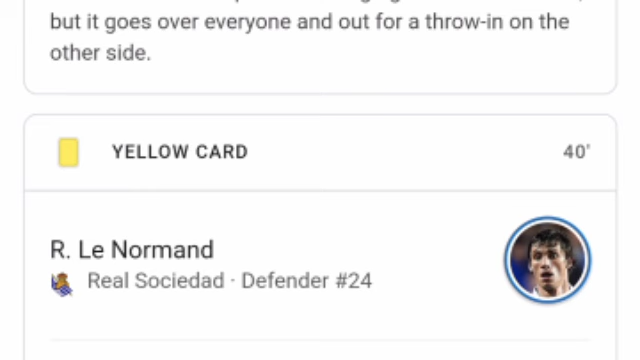 but it goes over everyone and out for a throw-in on the
other side.
YELLOW CARD 40'
R. Le Normand
Real Sociedad · Defender #24